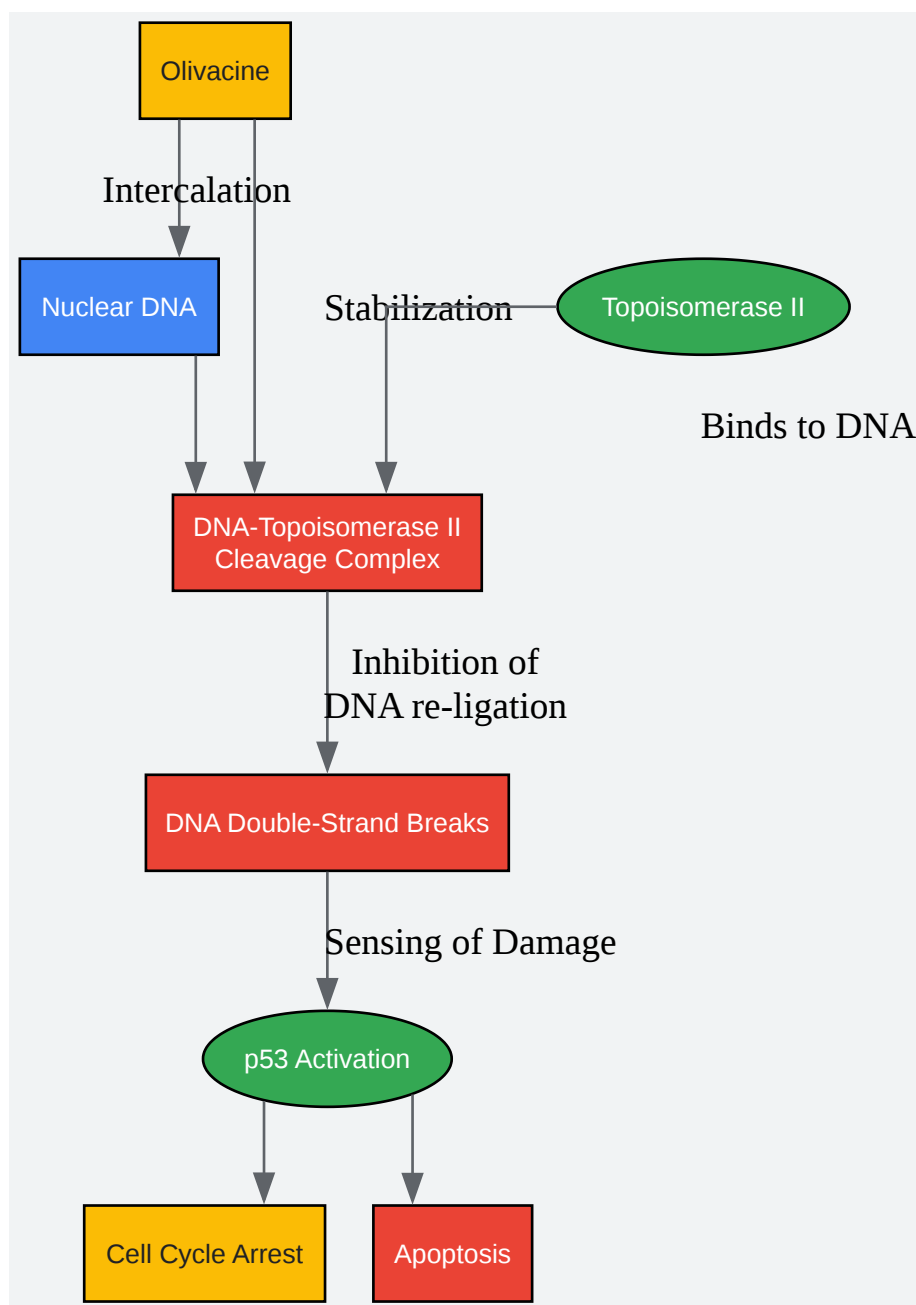 Olivacine
Intercalation
Nuclear DNA
Stabilization
Topoisomerase II
Binds to DNA
DNA-Topoisomerase II
Cleavage Complex
Inhibition of
DNA re-ligation
DNA Double-Strand Breaks
Sensing of Damage
p53 Activation
Cell Cycle Arrest
Apoptosis